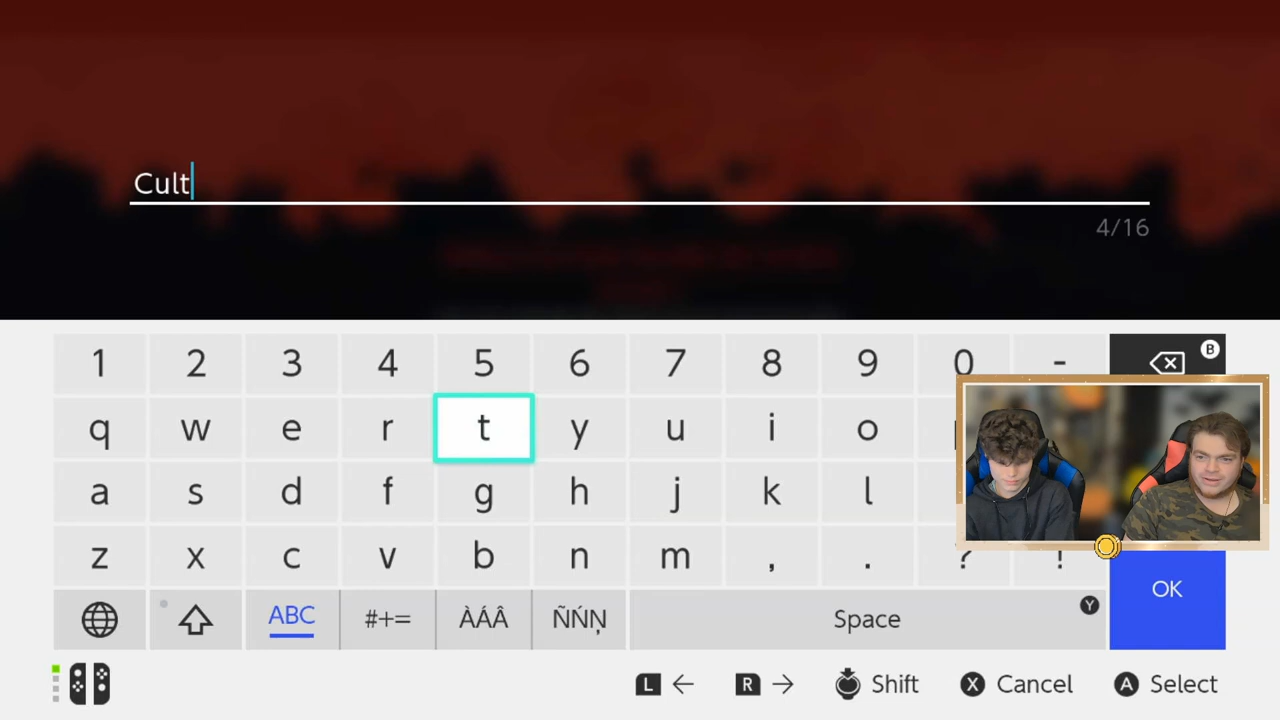 Cult
4/16
1 2 3 4 5 6 7 8 9 0 - B
q w e r t y u i o
a s d f g h j k l
z x c v b n m , . ? !
ABC #+= ÀÁÂ ÑŃŅ Space Y OK
L ← R → Shift X Cancel A Select